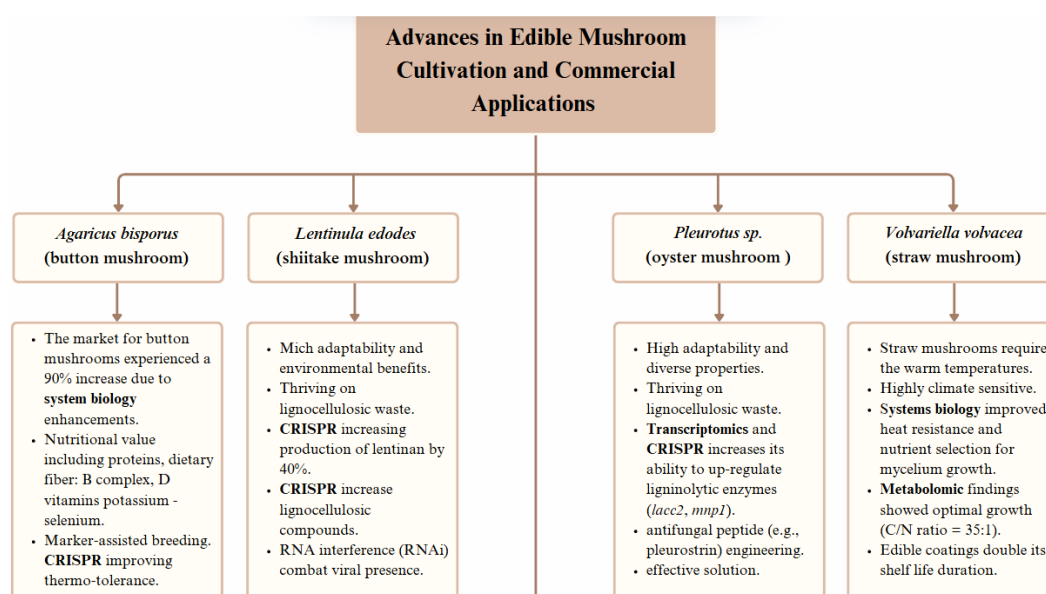 Advances in Edible Mushroom
Cultivation and Commercial
Applications
Agaricus bisporus
(button mushroom)
• The market for button
mushrooms experienced a
90% increase due to
system biology
enhancements.
• Nutritional value
including proteins, dietary
fiber: B complex, D
vitamins potassium -
selenium.
• Marker-assisted breeding.
CRISPR improving
thermo-tolerance.
Lentinula edodes
(shiitake mushroom)
• Mich adaptability and
environmental benefits.
• Thriving on
lignocellulosic waste.
• CRISPR increasing
production of lentinan by
40%.
• CRISPR increase
lignocellulosic
compounds.
• RNA interference (RNAi)
combat viral presence.
Pleurotus sp.
(oyster mushroom )
• High adaptability and
diverse properties.
• Thriving on
lignocellulosic waste.
• Transcriptomics and
CRISPR increases its
ability to up-regulate
ligninolytic enzymes
(lacc2, mnp1).
• antifungal peptide (e.g.,
pleurostrin) engineering.
• effective solution.
Volvariella volvacea
(straw mushroom)
• Straw mushrooms require
the warm temperatures.
• Highly climate sensitive.
• Systems biology improved
heat resistance and
nutrient selection for
mycelium growth.
• Metabolomic findings
showed optimal growth
(C/N ratio = 35:1).
• Edible coatings double its
shelf life duration.